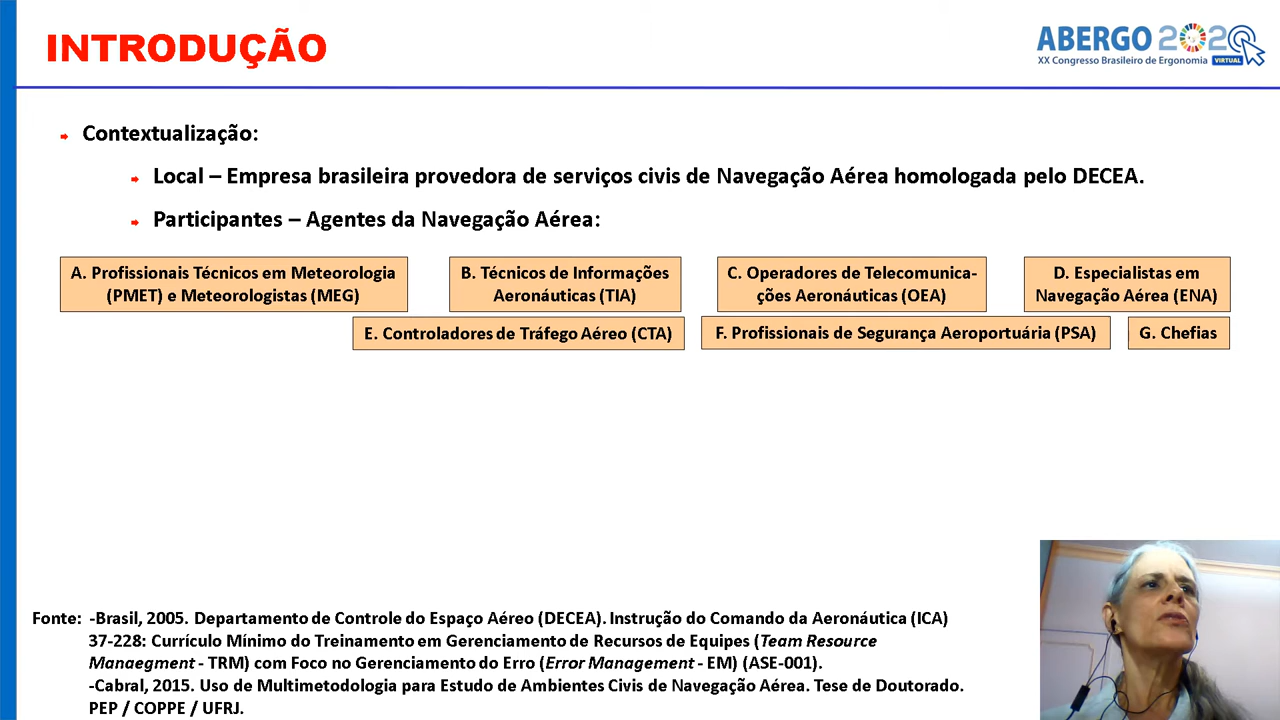 INTRODUÇÃO
ABERGO 2020
XX Congresso Brasileiro de Ergonomia VIRTUAL
Contextualização:
Local – Empresa brasileira provedora de serviços civis de Navegação Aérea homologada pelo DECEA.
Participantes – Agentes da Navegação Aérea:
A. Profissionais Técnicos em Meteorologia
(PMET) e Meteorologistas (MEG)
B. Técnicos de Informações
Aeronáuticas (TIA)
C. Operadores de Telecomunica-
ções Aeronáuticas (OEA)
D. Especialistas em
Navegação Aérea (ENA)
E. Controladores de Tráfego Aéreo (CTA)
F. Profissionais de Segurança Aeroportuária (PSA)
G. Chefias
Fonte: -Brasil, 2005. Departamento de Controle do Espaço Aéreo (DECEA). Instrução do Comando da Aeronáutica (ICA)
37-228: Currículo Mínimo do Treinamento em Gerenciamento de Recursos de Equipes (Team Resource
Manaegment - TRM) com Foco no Gerenciamento do Erro (Error Management - EM) (ASE-001).
-Cabral, 2015. Uso de Multimetodologia para Estudo de Ambientes Civis de Navegação Aérea. Tese de Doutorado.
PEP / COPPE / UFRJ.